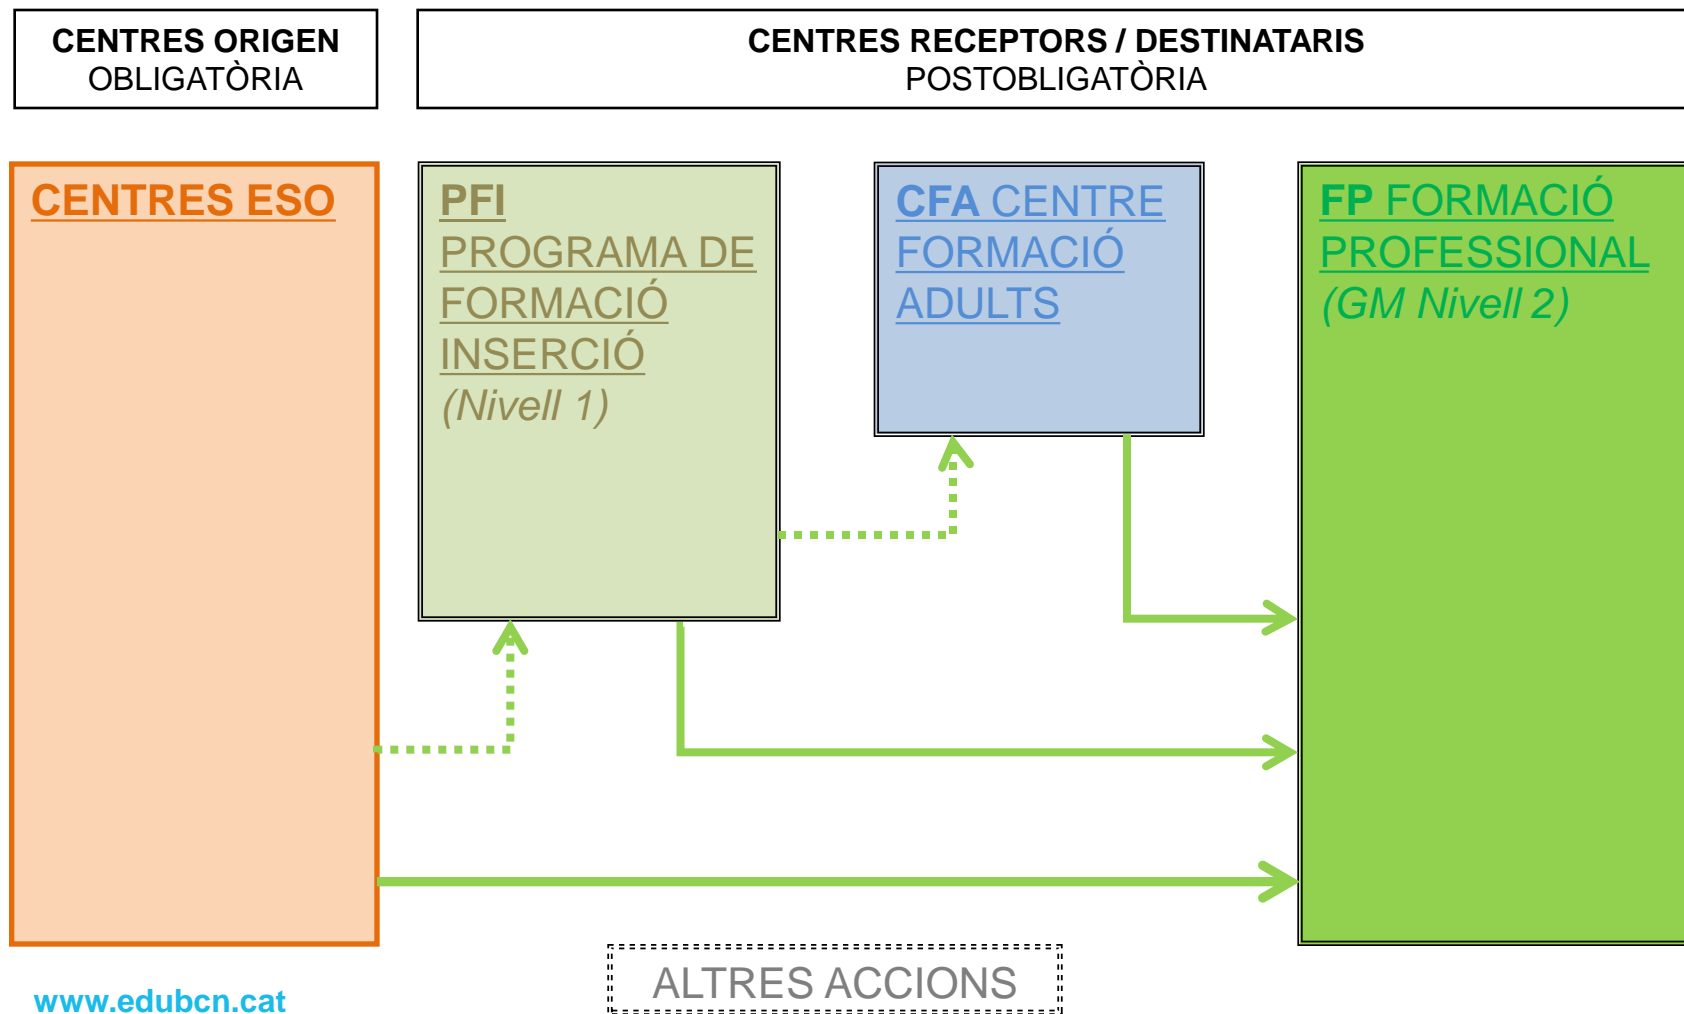 CENTRES ORIGEN
OBLIGATÒRIA
CENTRES RECEPTORS / DESTINATARIS
POSTOBLIGATÒRIA
CENTRES ESO
PFI
PROGRAMA DE
FORMACIÓ
INSERCIÓ
(Nivell 1)
CFA CENTRE
FORMACIÓ
ADULTS
FP FORMACIÓ
PROFESSIONAL
(GM Nivell 2)
ALTRES ACCIONS
www.edubcn.cat